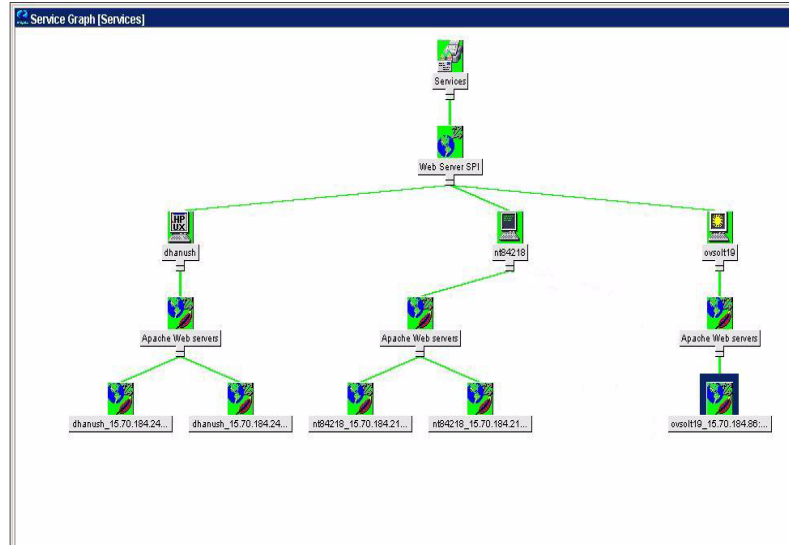 Service Graph [Services]
Services
Web Server SPI
HP
UX
dhanush
nt84218
ovsolt19
Apache Web servers
Apache Web servers
Apache Web servers
dhanush_15.70.184.24...
dhanush_15.70.184.24...
nt84218_15.70.184.21...
nt84218_15.70.184.21...
ovsolt19_15.70.184.86:...